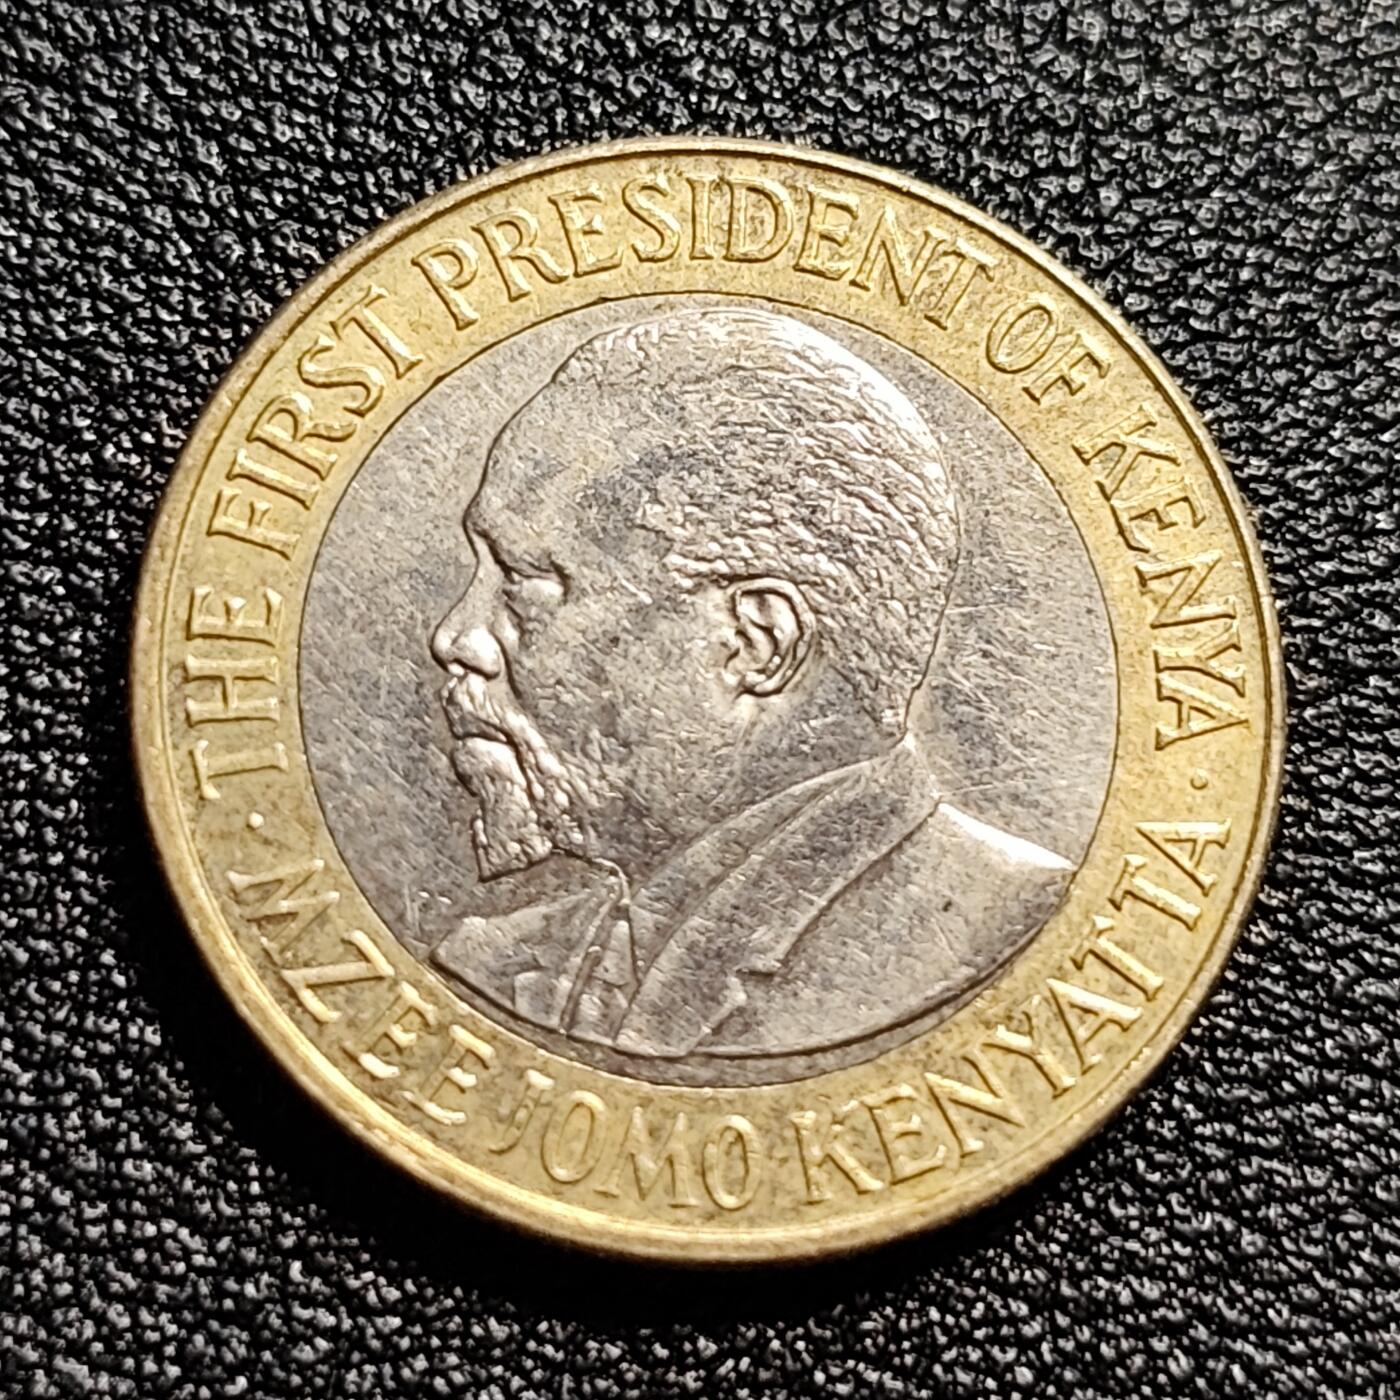 THE FIRST PRESIDENT OF KENYA
MZEE JOMO KENYATTA